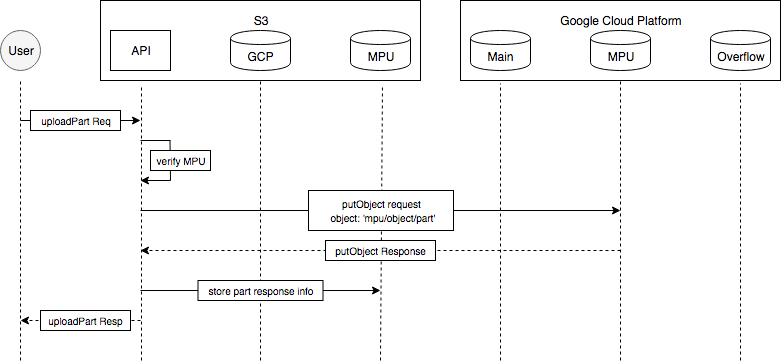 S3
Google Cloud Platform
User
API
GCP
MPU
Main
MPU
Overflow
uploadPart Req
verify MPU
putObject request
object: 'mpu/object/part'
putObject Response
store part response info
uploadPart Resp